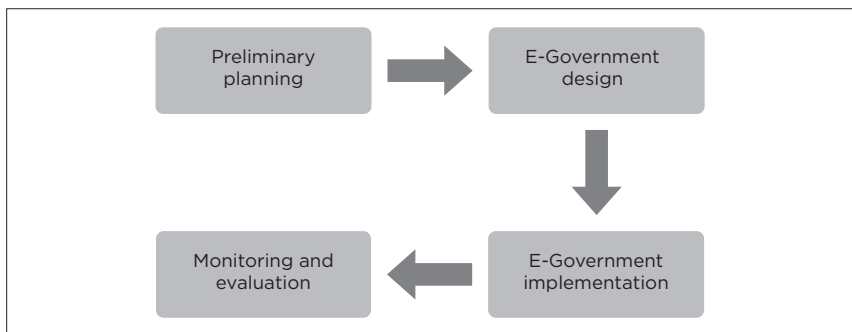 Preliminary
planning
E-Government
design
E-Government
implementation
Monitoring and
evaluation